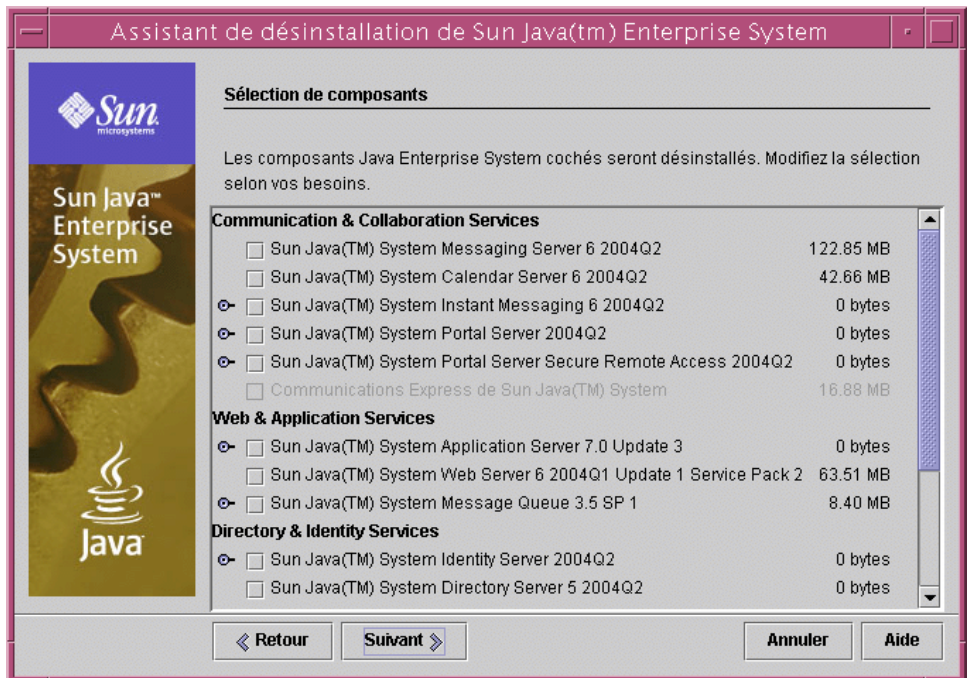 Assistant de désinstallation de Sun Java(tm) Enterprise System
Sun
microsystems
Sun Java™
Enterprise
System
Java
Sélection de composants
Les composants Java Enterprise System cochés seront désinstallés. Modifiez la sélection
selon vos besoins.
Communication & Collaboration Services
Sun Java(TM) System Messaging Server 6 2004Q2 122.85 MB
Sun Java(TM) System Calendar Server 6 2004Q2 42.66 MB
Sun Java(TM) System Instant Messaging 6 2004Q2 0 bytes
Sun Java(TM) System Portal Server 2004Q2 0 bytes
Sun Java(TM) System Portal Server Secure Remote Access 2004Q2 0 bytes
Communications Express de Sun Java(TM) System 16.88 MB
Web & Application Services
Sun Java(TM) System Application Server 7.0 Update 3 0 bytes
Sun Java(TM) System Web Server 6 2004Q1 Update 1 Service Pack 2 63.51 MB
Sun Java(TM) System Message Queue 3.5 SP 1 8.40 MB
Directory & Identity Services
Sun Java(TM) System Identity Server 2004Q2 0 bytes
Sun Java(TM) System Directory Server 5 2004Q2 0 bytes
Retour Suivant Annuler Aide